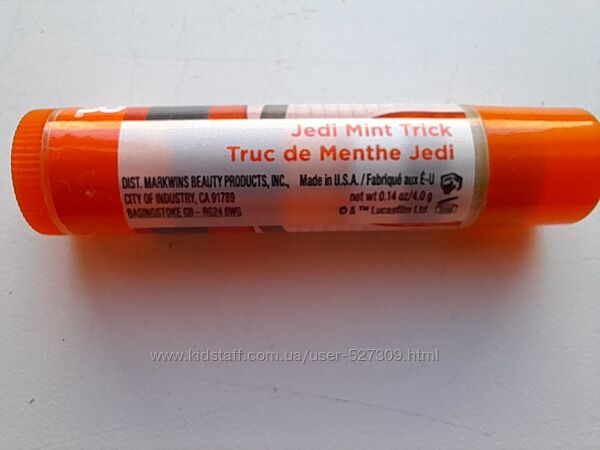 Jedi Mint Trick
Truc de Menthe Jedi
DIST. MARKWINS BEAUTY PRODUCTS, INC.,
CITY OF INDUSTRY, CA 91789
BASINGSTOKE GB - RG24 8WG
Made in U.S.A. / Fabriqué aux É-U
net wt 0.14 oz/4.0 g
© & ™ Lucasfilm Ltd.
www.kidstaff.com.ua/user-527309.html